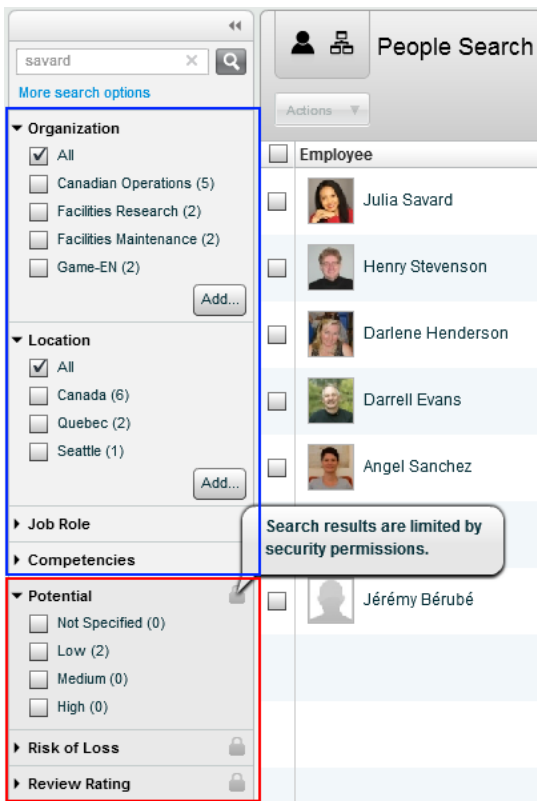 savard
More search options
Organization
All
Canadian Operations (5)
Facilities Research (2)
Facilities Maintenance (2)
Game-EN (2)
Add...
Location
All
Canada (6)
Quebec (2)
Seattle (1)
Add...
Job Role
Competencies
Potential
Not Specified (0)
Low (2)
Medium (0)
High (0)
Risk of Loss
Review Rating
People Search
Actions
Employee
Julia Savard
Henry Stevenson
Darlene Henderson
Darrell Evans
Angel Sanchez
Search results are limited by
security permissions.
Jérémy Bérubé